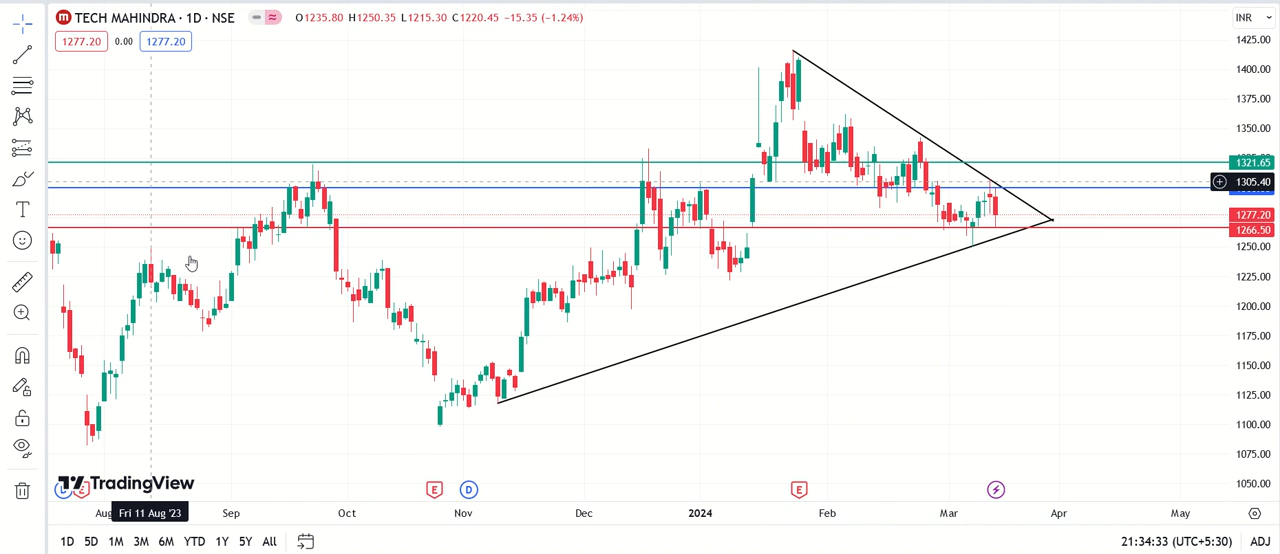 TECH MAHINDRA · 1D · NSE O1235.80 H1250.35 L1215.30 C1220.45 −15.35 (−1.24%) INR
1277.20 0.00 1277.20
1425.00
1400.00
1375.00
1350.00
1321.65
1305.40
1277.20
1266.50
1250.00
1225.00
1200.00
1175.00
1150.00
1125.00
1100.00
1075.00
1050.00
TradingView
E E D E
Fri 11 Aug '23 Sep Oct Nov Dec 2024 Feb Mar Apr May
1D 5D 1M 3M 6M YTD 1Y 5Y All 21:34:33 (UTC+5:30) ADJ